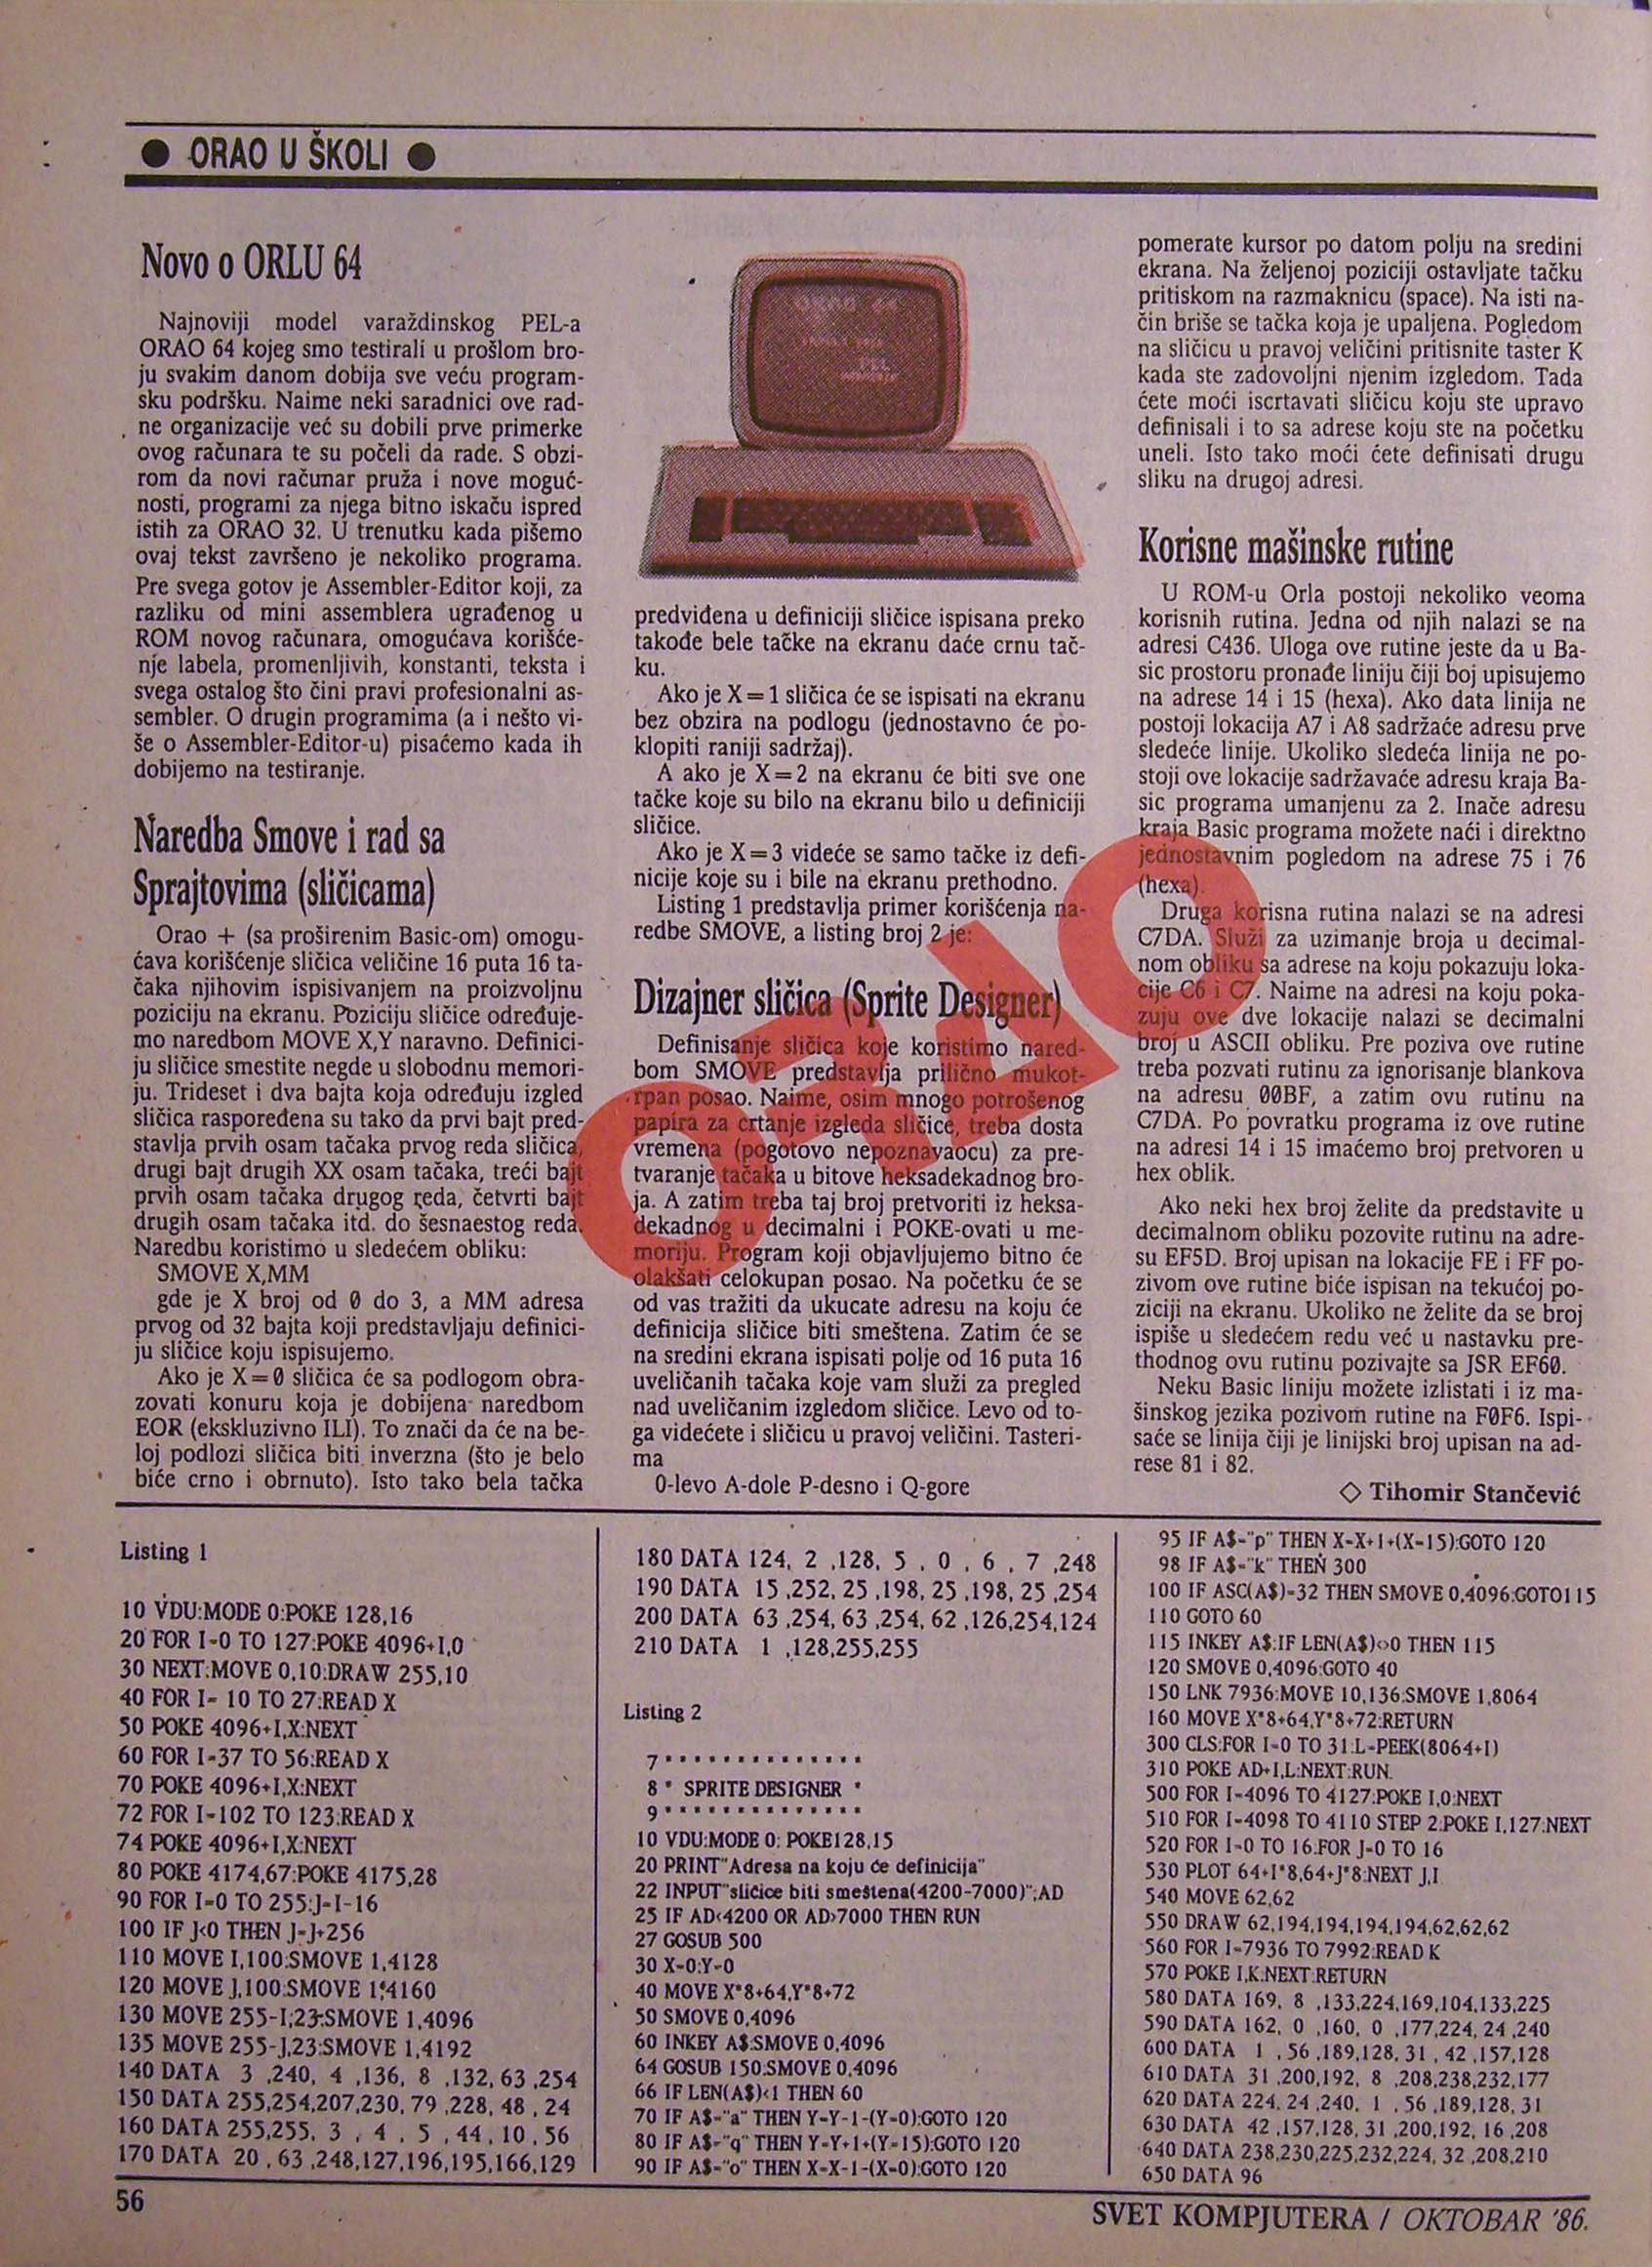 ● ORAO U ŠKOLI ●
Novo o ORLU 64
Najnoviji model varaždinskog PEL-a
ORAO 64 kojeg smo testirali u prošlom bro-
ju svakim danom dobija sve veću program-
sku podršku. Naime neki saradnici ove rad-
ne organizacije već su dobili prve primerke
ovog računara te su počeli da rade. S obzi-
rom da novi računar pruža i nove moguć-
nosti, programi za njega bitno iskaču ispred
istih za ORAO 32. U trenutku kada pišemo
ovaj tekst završeno je nekoliko programa.
Pre svega gotov je Assembler-Editor koji, za
razliku od mini assemblera ugrađenog u
ROM novog računara, omogućava korišće-
nje labela, promenljivih, konstanti, teksta i
svega ostalog što čini pravi profesionalni as-
sembler. O drugin programima (a i nešto vi-
še o Assembler-Editor-u) pisaćemo kada ih
dobijemo na testiranje.
Naredba Smove i rad sa
Sprajtovima (sličicama)
Orao + (sa proširenim Basic-om) omogu-
ćava korišćenje sličica veličine 16 puta 16 ta-
čaka njihovim ispisivanjem na proizvoljnu
poziciju na ekranu. Poziciju sličice određuje-
mo naredbom MOVE X,Y naravno. Definici-
ju sličice smestite negde u slobodnu memori-
ju. Trideset i dva bajta koja određuju izgled
sličica raspoređena su tako da prvi bajt pred-
stavlja prvih osam tačaka prvog reda sličica,
drugi bajt drugih XX osam tačaka, treći bajt
prvih osam tačaka drugog reda, četvrti bajt
drugih osam tačaka itd. do šesnaestog reda.
Naredbu koristimo u sledećem obliku:
SMOVE X,MM
gde je X broj od 0 do 3, a MM adresa
prvog od 32 bajta koji predstavljaju definici-
ju sličice koju ispisujemo.
Ako je X=0 sličica će sa podlogom obra-
zovati konuru koja je dobijena naredbom
EOR (ekskluzivno ILI). To znači da će na be-
loj podlozi sličica biti inverzna (što je belo
biće crno i obrnuto). Isto tako bela tačka
ORAO 64
PEL
predviđena u definiciji sličice ispisana preko
takođe bele tačke na ekranu daće crnu tač-
ku.
Ako je X=1 sličica će se ispisati na ekranu
bez obzira na podlogu (jednostavno će po-
klopiti raniji sadržaj).
A ako je X=2 na ekranu će biti sve one
tačke koje su bilo na ekranu bilo u definiciji
sličice.
Ako je X=3 videće se samo tačke iz defi-
nicije koje su i bile na ekranu prethodno.
Listing 1 predstavlja primer korišćenja na-
redbe SMOVE, a listing broj 2 je:
Dizajner sličica (Sprite Designer)
Definisanje sličica koje koristimo nared-
bom SMOVE predstavlja prilično mukot-
rpan posao. Naime, osim mnogo potrošenog
papira za crtanje izgleda sličice, treba dosta
vremena (pogotovo nepoznavaocu) za pre-
tvaranje tačaka u bitove heksadekadnog bro-
ja. A zatim treba taj broj pretvoriti iz heksa-
dekadnog u decimalni i POKE-ovati u me-
moriju. Program koji objavljujemo bitno će
olakšati celokupan posao. Na početku će se
od vas tražiti da ukucate adresu na koju će
definicija sličice biti smeštena. Zatim će se
na sredini ekrana ispisati polje od 16 puta 16
uveličanih tačaka koje vam služi za pregled
nad uveličanim izgledom sličice. Levo od to-
ga videćete i sličicu u pravoj veličini. Tasteri-
ma
O-levo A-dole P-desno i Q-gore
pomerate kursor po datom polju na sredini
ekrana. Na željenoj poziciji ostavljate tačku
pritiskom na razmaknicu (space). Na isti na-
čin briše se tačka koja je upaljena. Pogledom
na sličicu u pravoj veličini pritisnite taster K
kada ste zadovoljni njenim izgledom. Tada
ćete moći iscrtavati sličicu koju ste upravo
definisali i to sa adrese koju ste na početku
uneli. Isto tako moći ćete definisati drugu
sliku na drugoj adresi.
Korisne mašinske rutine
U ROM-u Orla postoji nekoliko veoma
korisnih rutina. Jedna od njih nalazi se na
adresi C436. Uloga ove rutine jeste da u Ba-
sic prostoru pronađe liniju čiji boj upisujemo
na adrese 14 i 15 (hexa). Ako data linija ne
postoji lokacija A7 i A8 sadržaće adresu prve
sledeće linije. Ukoliko sledeća linija ne po-
stoji ove lokacije sadržavaće adresu kraja Ba-
sic programa umanjenu za 2. Inače adresu
kraja Basic programa možete naći i direktno
jednostavnim pogledom na adrese 75 i 76
(hexa).
Druga korisna rutina nalazi se na adresi
C7DA. Služi za uzimanje broja u decimal-
nom obliku sa adrese na koju pokazuju loka-
cije C6 i C7. Naime na adresi na koju poka-
zuju ove dve lokacije nalazi se decimalni
broj u ASCII obliku. Pre poziva ove rutine
treba pozvati rutinu za ignorisanje blankova
na adresu 00BF, a zatim ovu rutinu na
C7DA. Po povratku programa iz ove rutine
na adresi 14 i 15 imaćemo broj pretvoren u
hex oblik.
Ako neki hex broj želite da predstavite u
decimalnom obliku pozovite rutinu na adre-
su EF5D. Broj upisan na lokacije FE i FF po-
zivom ove rutine biće ispisan na tekućoj po-
ziciji na ekranu. Ukoliko ne želite da se broj
ispiše u sledećem redu već u nastavku pre-
thodnog ovu rutinu pozivajte sa JSR EF60.
Neku Basic liniju možete izlistati i iz ma-
šinskog jezika pozivom rutine na F0F6. Ispi-
saće se linija čiji je linijski broj upisan na ad-
rese 81 i 82.
◇ Tihomir Stančević
ORAO
Listing 1
10 VDU:MODE 0:POKE 128,16
20 FOR I=0 TO 127:POKE 4096+I,0
30 NEXT:MOVE 0,10:DRAW 255,10
40 FOR I= 10 TO 27:READ X
50 POKE 4096+I,X:NEXT
60 FOR I=37 TO 56:READ X
70 POKE 4096+I,X:NEXT
72 FOR I=102 TO 123:READ X
74 POKE 4096+I,X:NEXT
80 POKE 4174,67:POKE 4175,28
90 FOR I=0 TO 255:J=I-16
100 IF J<0 THEN J=J+256
110 MOVE I,100:SMOVE 1,4128
120 MOVE J,100:SMOVE 1,4160
130 MOVE 255-I,23:SMOVE 1,4096
135 MOVE 255-J,23:SMOVE 1,4192
140 DATA 3 ,240, 4 ,136, 8 ,132, 63 ,254
150 DATA 255,254,207,230, 79 ,228, 48 , 24
160 DATA 255,255, 3 , 4 , 5 , 44, 10 , 56
170 DATA 20 , 63 ,248,127,196,195,166,129
180 DATA 124, 2 ,128, 5 , 0 , 6 , 7 ,248
190 DATA 15 ,252, 25 ,198, 25 ,198, 25 ,254
200 DATA 63 ,254, 63 ,254, 62 ,126,254,124
210 DATA 1 ,128,255,255
Listing 2
7 * * * * * * * * * * * * * * *
8 * SPRITE DESIGNER *
9 * * * * * * * * * * * * * * *
10 VDU:MODE 0: POKE128,15
20 PRINT"Adresa na koju će definicija"
22 INPUT"sličice biti smeštena(4200-7000)";AD
25 IF AD<4200 OR AD>7000 THEN RUN
27 GOSUB 500
30 X=0:Y=0
40 MOVE X*8+64,Y*8+72
50 SMOVE 0,4096
60 INKEY A$:SMOVE 0,4096
64 GOSUB 150:SMOVE 0,4096
66 IF LEN(A$)<1 THEN 60
70 IF A$="a" THEN Y=Y-1-(Y=0):GOTO 120
80 IF A$="q" THEN Y=Y+1+(Y=15):GOTO 120
90 IF A$="o" THEN X=X-1-(X=0):GOTO 120
95 IF A$="p" THEN X=X+1+(X=15):GOTO 120
98 IF A$="k" THEN 300
100 IF ASC(A$)=32 THEN SMOVE 0,4096:GOTO115
110 GOTO 60
115 INKEY A$:IF LEN(A$)<>0 THEN 115
120 SMOVE 0,4096:GOTO 40
150 LNK 7936:MOVE 10,136:SMOVE 1,8064
160 MOVE X*8+64,Y*8+72:RETURN
300 CLS:FOR I=0 TO 31:L=PEEK(8064+I)
310 POKE AD+I,L:NEXT:RUN
500 FOR I=4096 TO 4127:POKE I,0:NEXT
510 FOR I=4098 TO 4110 STEP 2:POKE I,127:NEXT
520 FOR I=0 TO 16:FOR J=0 TO 16
530 PLOT 64+I*8,64+J*8:NEXT J,I
540 MOVE 62,62
550 DRAW 62,194,194,194,194,62,62,62
560 FOR I=7936 TO 7992:READ K
570 POKE I,K:NEXT:RETURN
580 DATA 169, 8 ,133,224,169,104,133,225
590 DATA 162, 0 ,160, 0 ,177,224, 24 ,240
600 DATA 1 , 56 ,189,128, 31 , 42 ,157,128
610 DATA 31 ,200,192, 8 ,208,238,232,177
620 DATA 224, 24 ,240, 1 , 56 ,189,128, 31
630 DATA 42 ,157,128, 31 ,200,192, 16 ,208
640 DATA 238,230,225,232,224, 32 ,208,210
650 DATA 96
56
SVET KOMPJUTERA / OKTOBAR '86.